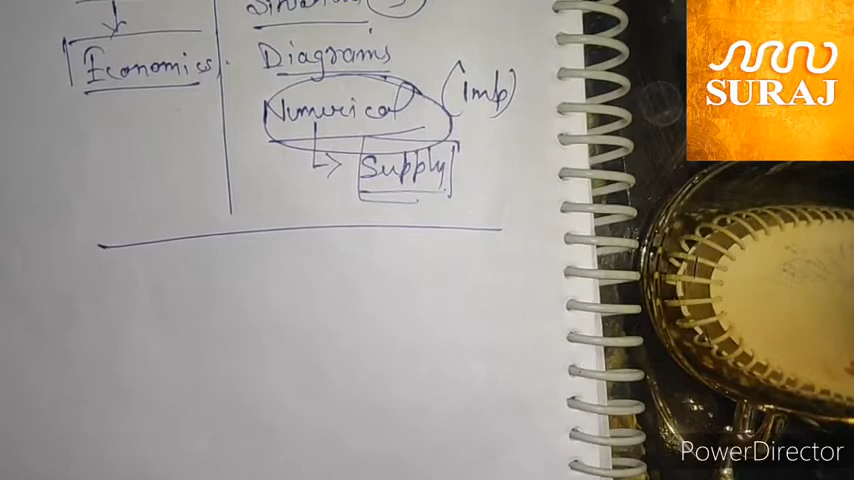 Economics
Diagrams
Numerical (Imp)
Supply
SURAJ
PowerDirector